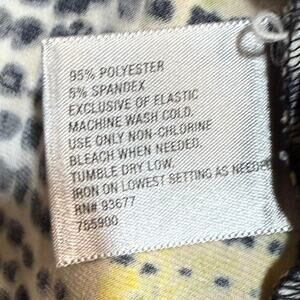 95% POLYESTER
5% SPANDEX
EXCLUSIVE OF ELASTIC
MACHINE WASH COLD.
USE ONLY NON-CHLORINE
BLEACH WHEN NEEDED.
TUMBLE DRY LOW.
IRON ON LOWEST SETTING AS NEEDED
RN# 93677
785900